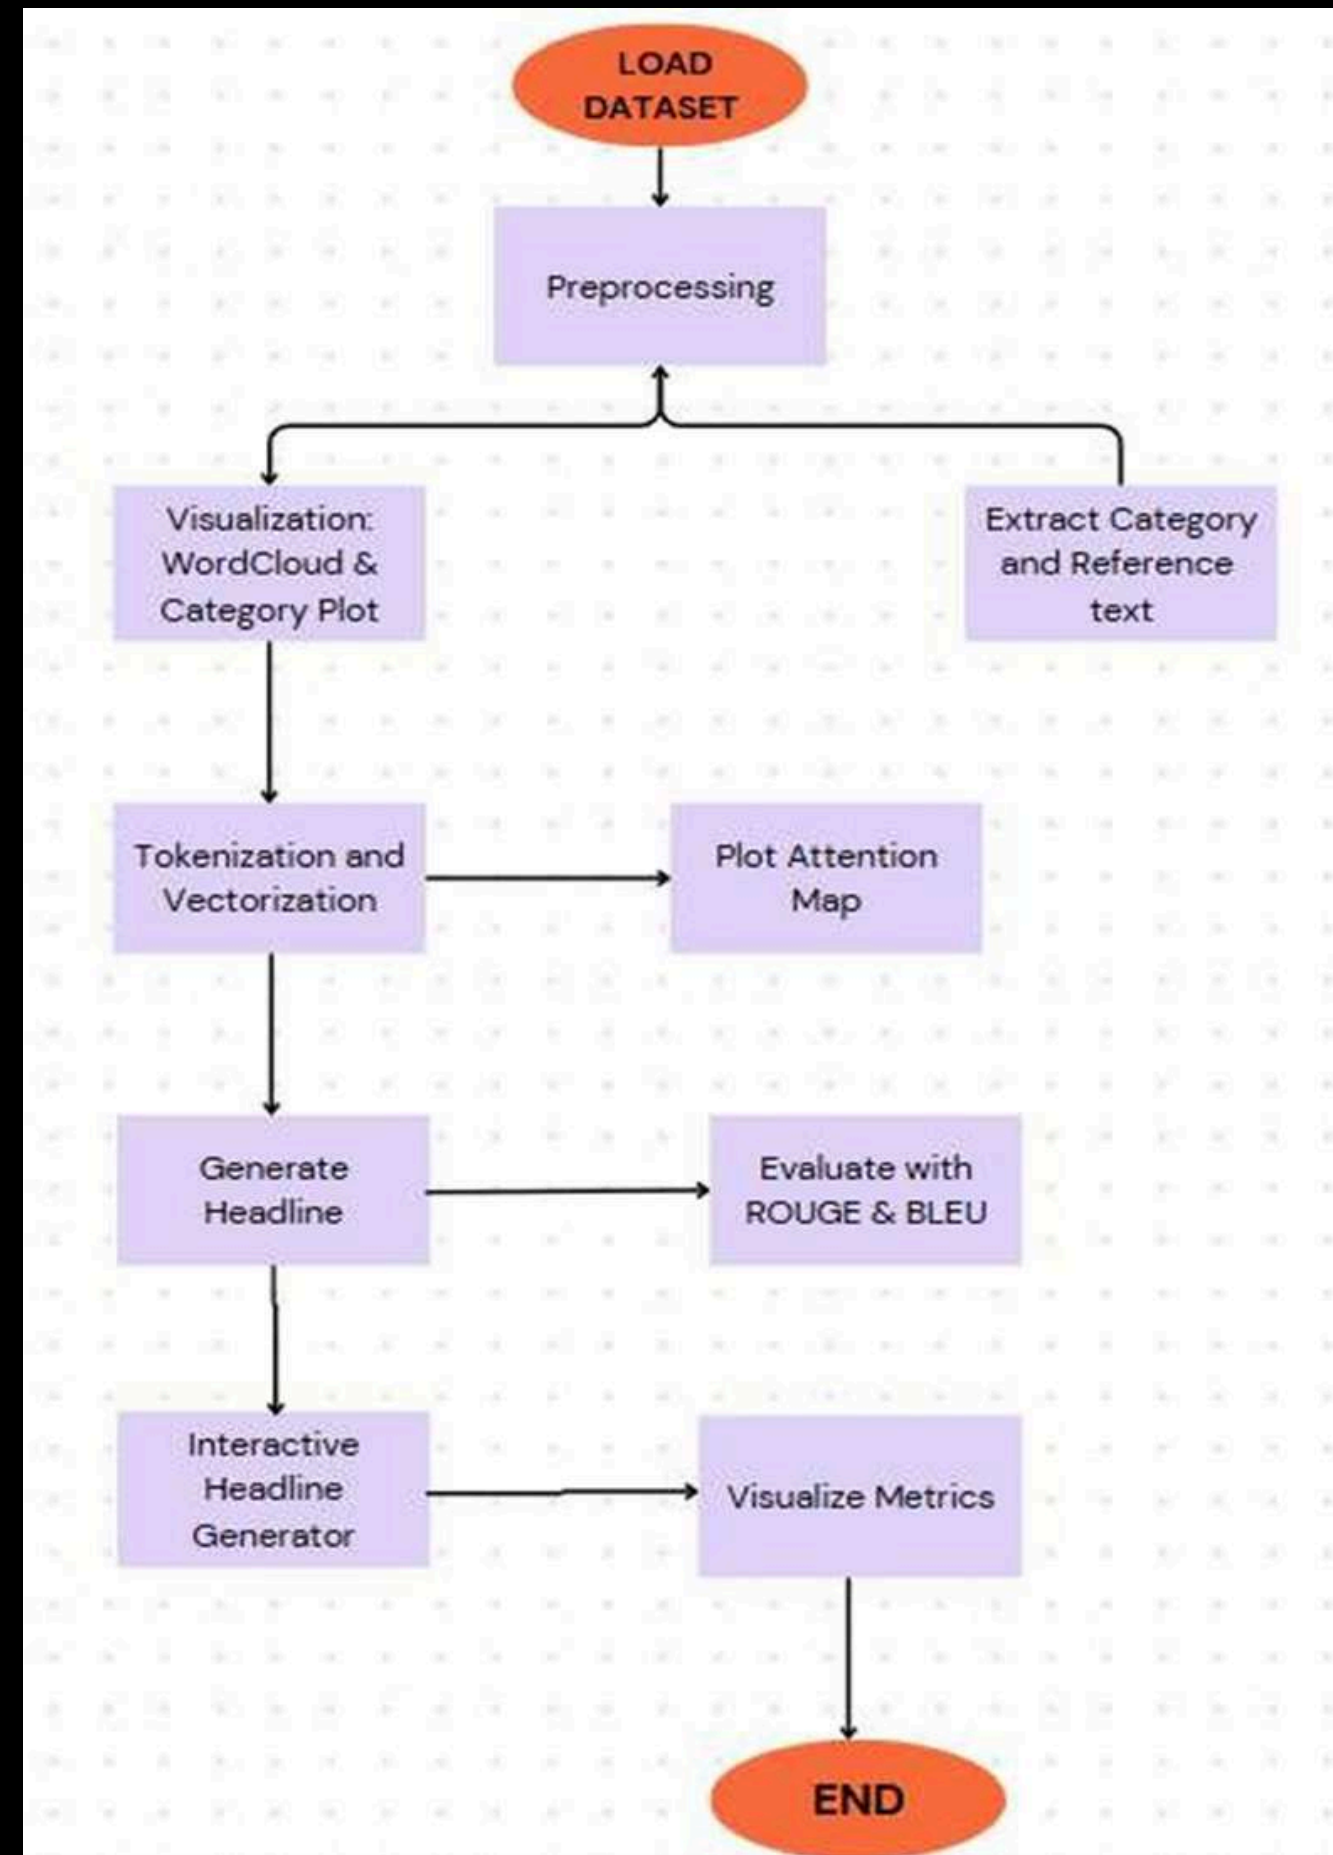 LOAD
DATASET
Preprocessing
Visualization:
WordCloud &
Category Plot
Extract Category
and Reference
text
Tokenization and
Vectorization
Plot Attention
Map
Generate
Headline
Evaluate with
ROUGE & BLEU
Interactive
Headline
Generator
Visualize Metrics
END